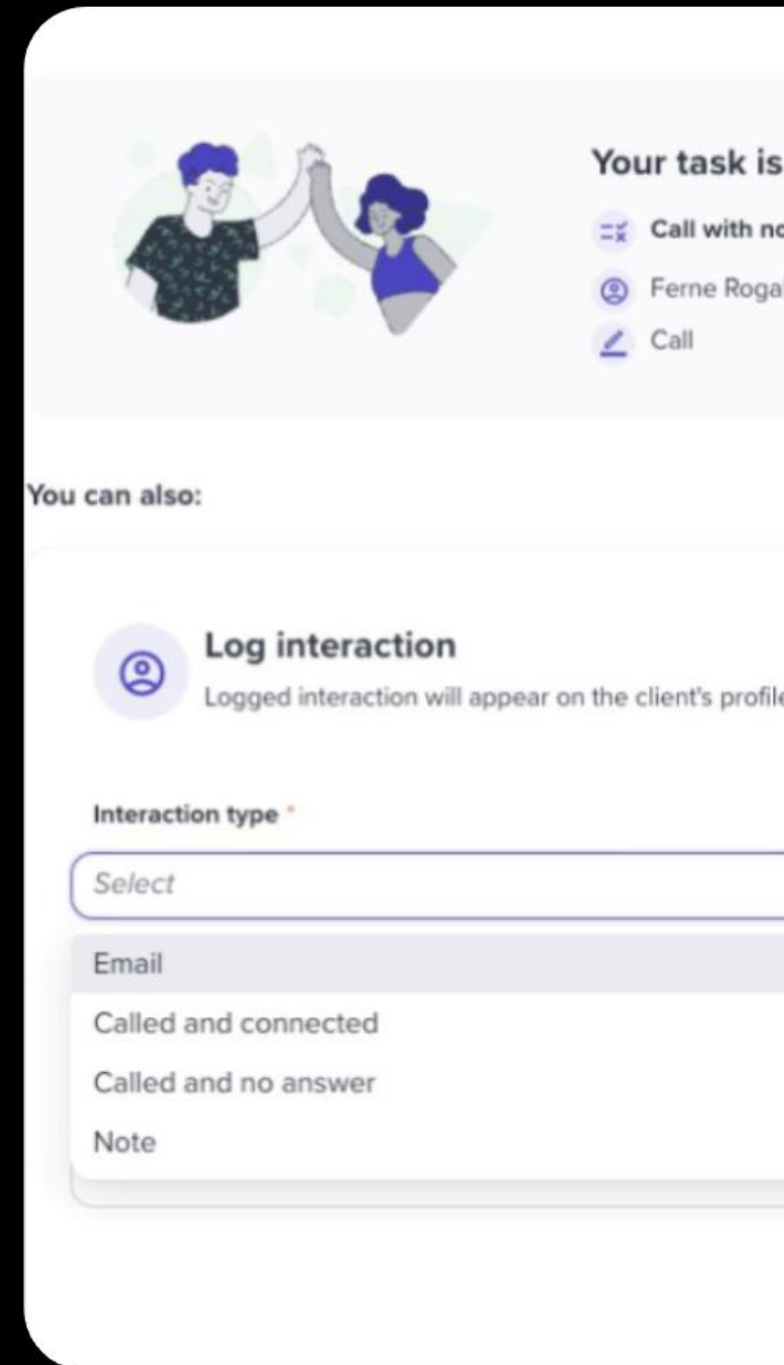 Your task is
Call with no
Ferne Roga
Call
You can also:
Log interaction
Logged interaction will appear on the client's profile
Interaction type *
Select
Email
Called and connected
Called and no answer
Note